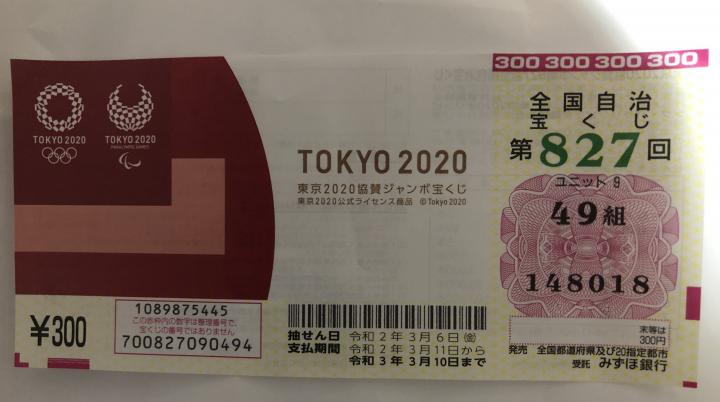 TOKYO 2020
TOKYO 2020
PARALYMPIC GAMES
TOKYO 2020
東京2020協賛ジャンボ宝くじ
東京2020公式ライセンス商品 ©Tokyo 2020
¥300
1089875445
この赤枠内の数字は整理番号で、
宝くじの番号ではありません
700827090494
抽せん日 令和2年3月6日㊎
支払期間 令和2年3月11日から
令和3年3月10日まで
300 300 300 300
全国自治
宝くじ
第827回
ユニット 9
49組
148018
末等は
300円
発売 全国都道府県及び20指定都市
受託 みずほ銀行